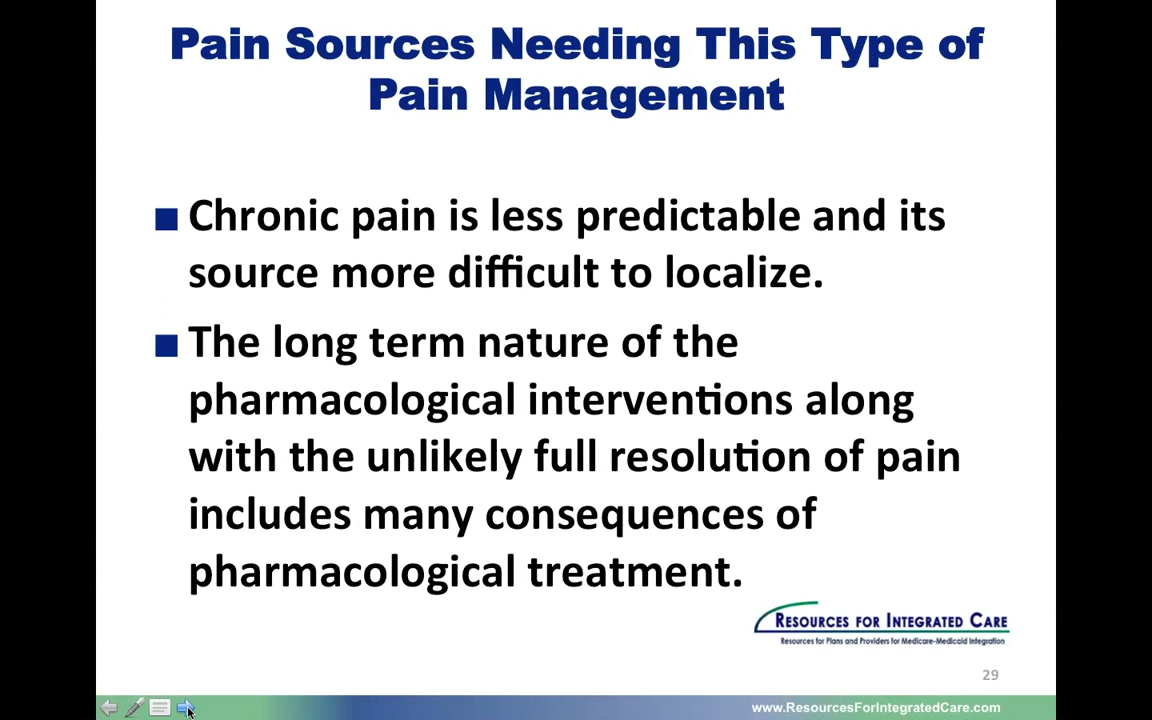 Pain Sources Needing This Type of
Pain Management
■ Chronic pain is less predictable and its
source more difficult to localize.
■ The long term nature of the
pharmacological interventions along
with the unlikely full resolution of pain
includes many consequences of
pharmacological treatment.
RESOURCES FOR INTEGRATED CARE
Resources for Plans and Providers for Medicare-Medicaid Integration
29
www.ResourcesForIntegratedCare.com